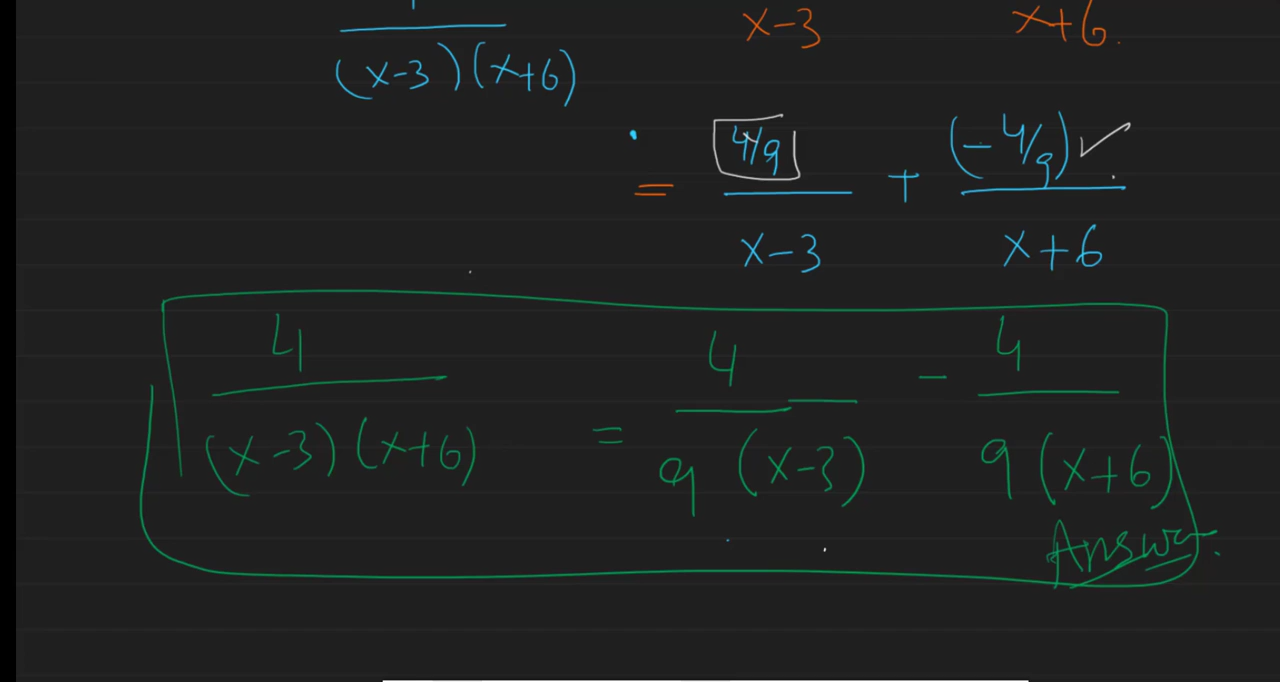 (x-3)(x+6) x-3 x+6.
= 4/9 / x-3 + (-4/9) / x+6 ✓
4 / (x-3)(x+6) = 4 / 9(x-3) - 4 / 9(x+6)
Answer.